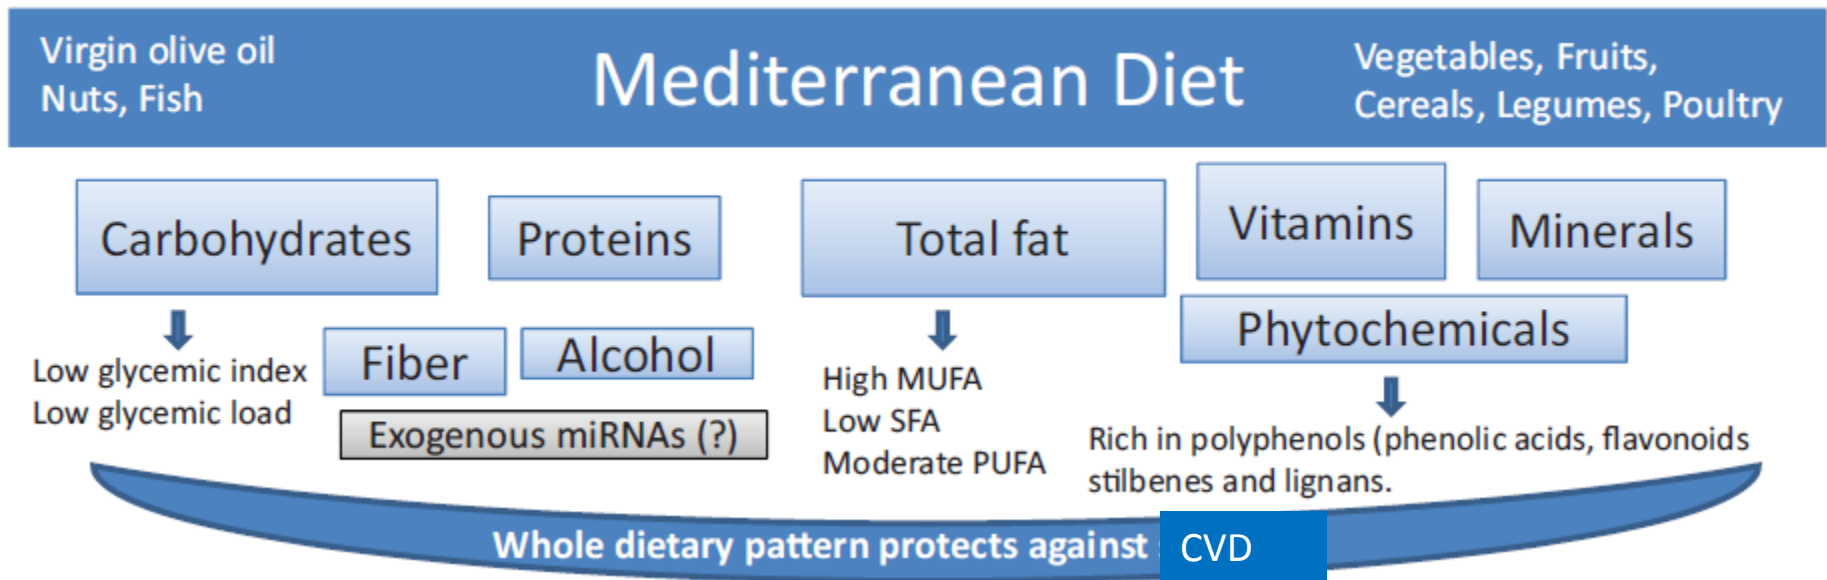 Virgin olive oil
Nuts, Fish
Mediterranean Diet
Vegetables, Fruits,
Cereals, Legumes, Poultry
Carbohydrates
Proteins
Total fat
Vitamins
Minerals
Phytochemicals
Low glycemic index
Low glycemic load
Fiber
Alcohol
Exogenous miRNAs (?)
High MUFA
Low SFA
Moderate PUFA
Rich in polyphenols (phenolic acids, flavonoids
stilbenes and lignans.
Whole dietary pattern protects against CVD